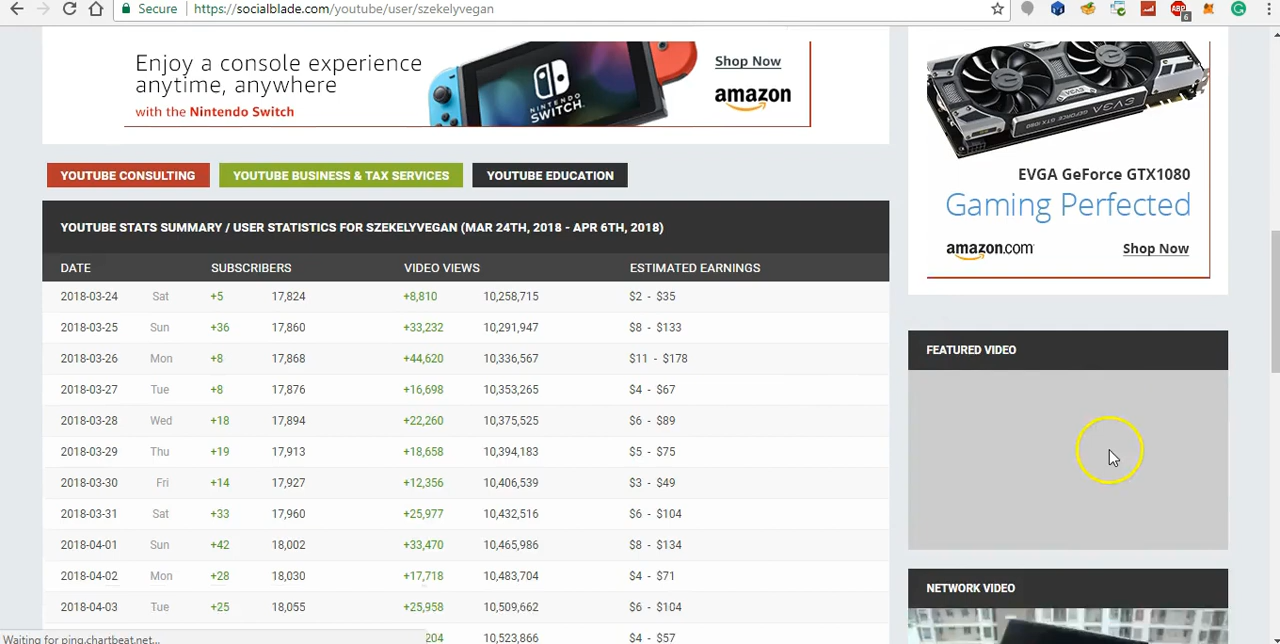 Secure https://socialblade.com/youtube/user/szekelyvegan
ABP
6
Enjoy a console experience
anytime, anywhere
with the Nintendo Switch
NINTENDO
SWITCH
Shop Now
amazon
EVGA GEFORCE GTX 1080
EVGA GeForce GTX1080
Gaming Perfected
amazon.com Shop Now
YOUTUBE CONSULTING YOUTUBE BUSINESS & TAX SERVICES YOUTUBE EDUCATION
YOUTUBE STATS SUMMARY / USER STATISTICS FOR SZEKELYVEGAN (MAR 24TH, 2018 - APR 6TH, 2018)
DATE SUBSCRIBERS VIDEO VIEWS ESTIMATED EARNINGS
2018-03-24 Sat +5 17,824 +8,810 10,258,715 $2 - $35
2018-03-25 Sun +36 17,860 +33,232 10,291,947 $8 - $133
2018-03-26 Mon +8 17,868 +44,620 10,336,567 $11 - $178
2018-03-27 Tue +8 17,876 +16,698 10,353,265 $4 - $67
2018-03-28 Wed +18 17,894 +22,260 10,375,525 $6 - $89
2018-03-29 Thu +19 17,913 +18,658 10,394,183 $5 - $75
2018-03-30 Fri +14 17,927 +12,356 10,406,539 $3 - $49
2018-03-31 Sat +33 17,960 +25,977 10,432,516 $6 - $104
2018-04-01 Sun +42 18,002 +33,470 10,465,986 $8 - $134
2018-04-02 Mon +28 18,030 +17,718 10,483,704 $4 - $71
2018-04-03 Tue +25 18,055 +25,958 10,509,662 $6 - $104
204 10,523,866 $4 - $57
FEATURED VIDEO
NETWORK VIDEO
Waiting for ping.chartbeat.net...